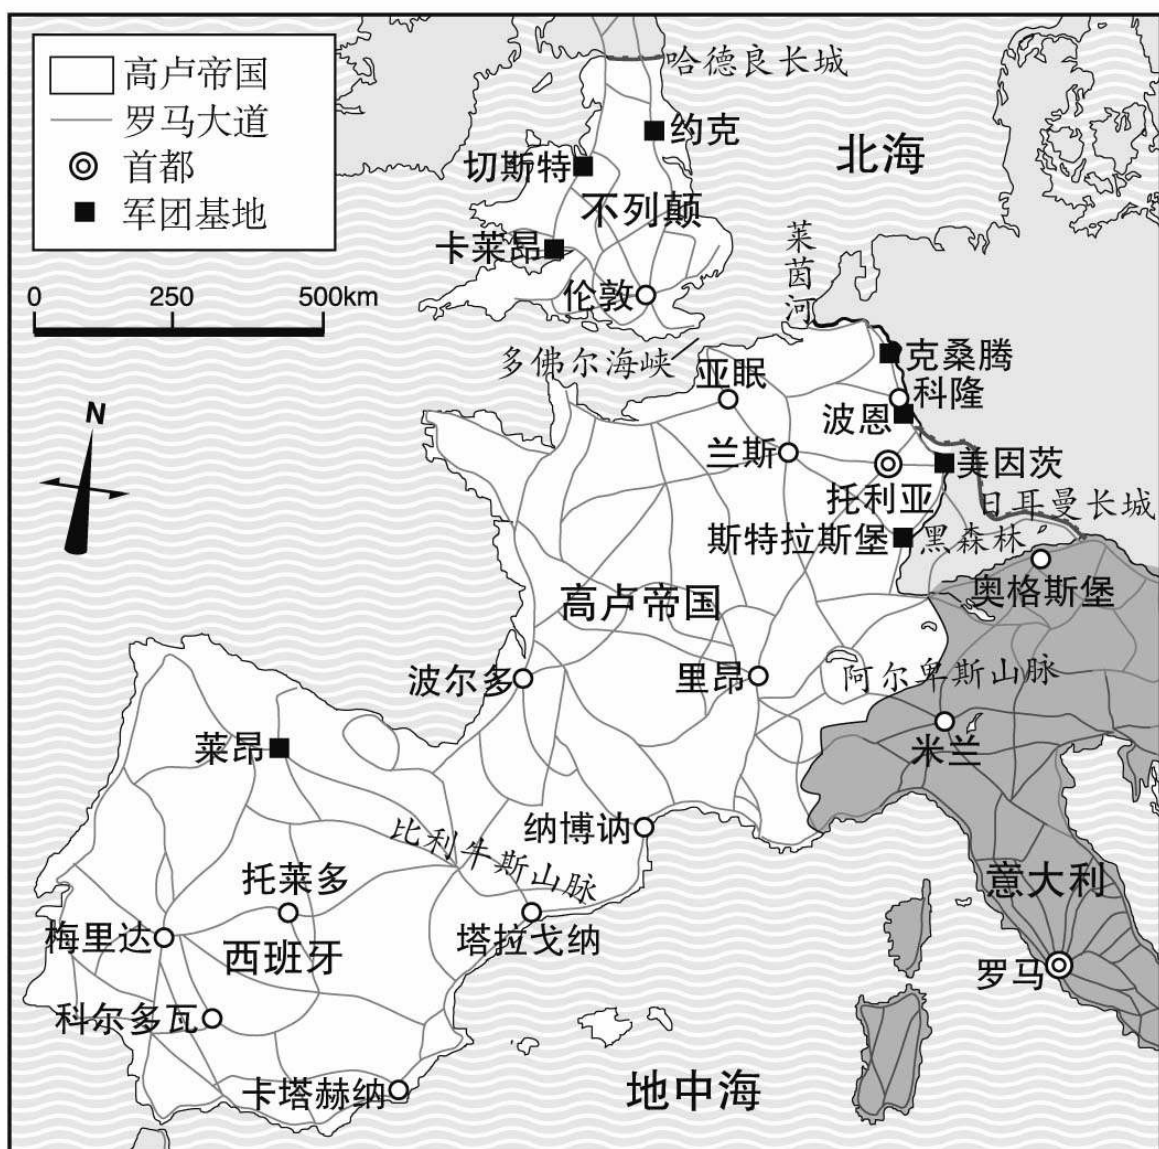 高卢帝国
罗马大道
首都
军团基地
0 250 500km
N
哈德良长城
约克
切斯特
北海
不列颠
卡莱昂
莱茵河
伦敦
多佛尔海峡
克桑腾
亚眠
科隆
波恩
兰斯
美因茨
托利亚
日耳曼长城
斯特拉斯堡
黑森林
奥格斯堡
高卢帝国
波尔多
里昂
阿尔卑斯山脉
莱昂
米兰
纳博讷
比利牛斯山脉
托莱多
意大利
梅里达
塔拉戈纳
西班牙
罗马
科尔多瓦
卡塔赫纳
地中海